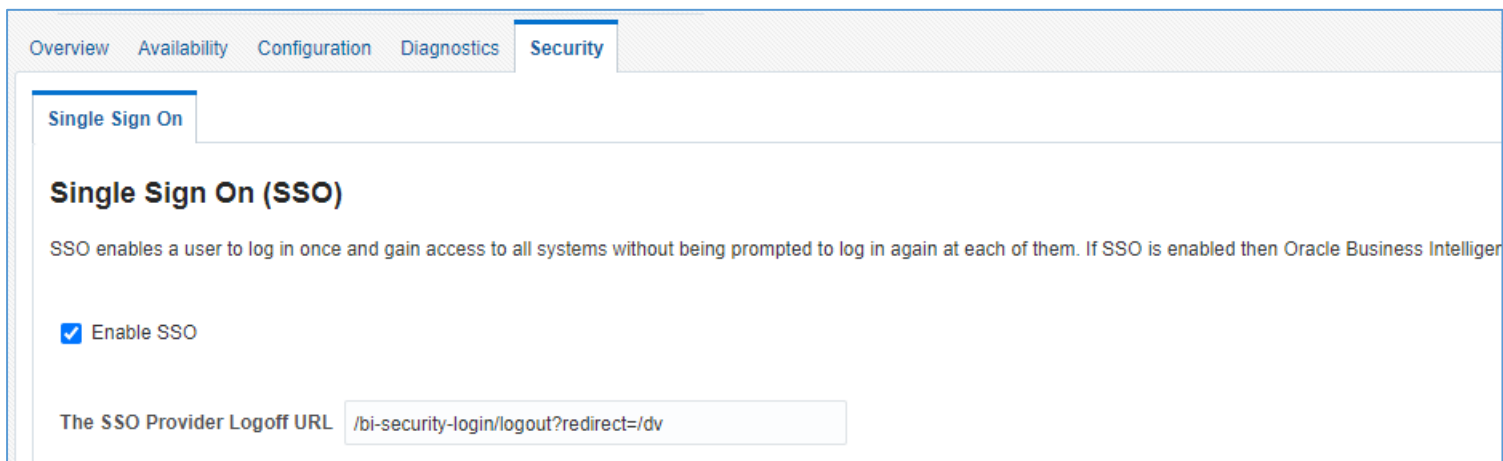 Overview Availability Configuration Diagnostics Security
Single Sign On
Single Sign On (SSO)
SSO enables a user to log in once and gain access to all systems without being prompted to log in again at each of them. If SSO is enabled then Oracle Business Intelliger
Enable SSO
The SSO Provider Logoff URL /bi-security-login/logout?redirect=/dv